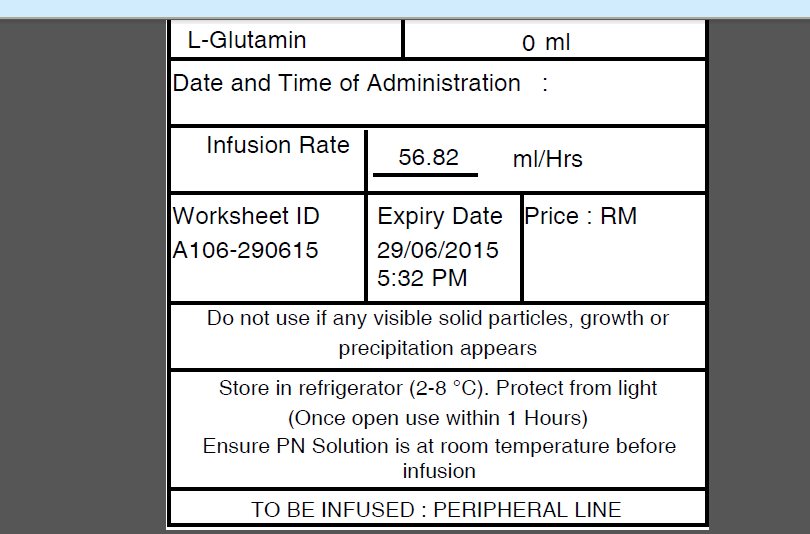 L-Glutamin 0 ml
Date and Time of Administration :
Infusion Rate 56.82 ml/Hrs
Worksheet ID
A106-290615
Expiry Date
29/06/2015
5:32 PM
Price : RM
Do not use if any visible solid particles, growth or
precipitation appears
Store in refrigerator (2-8 °C). Protect from light
(Once open use within 1 Hours)
Ensure PN Solution is at room temperature before
infusion
TO BE INFUSED : PERIPHERAL LINE